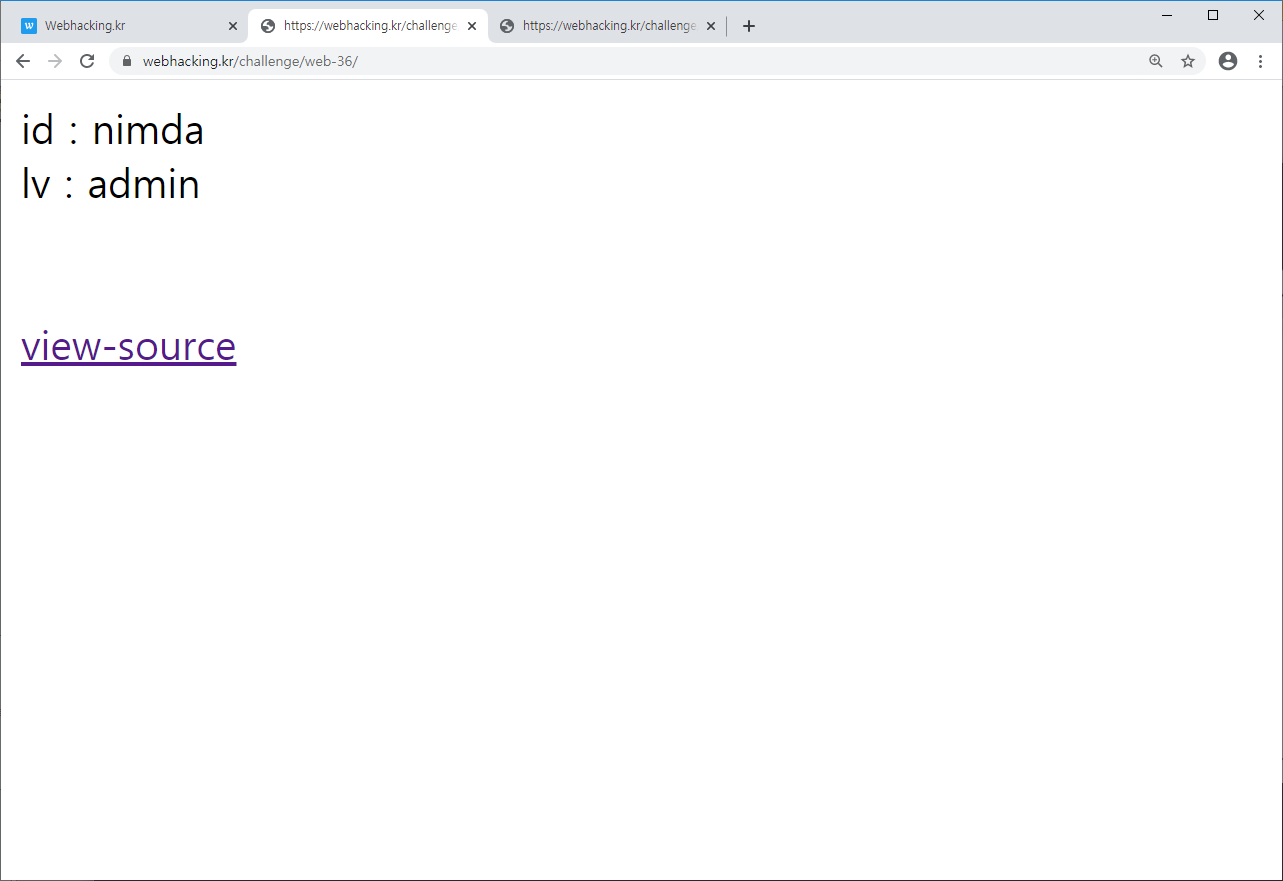 Webhacking.kr
https://webhacking.kr/challenge
https://webhacking.kr/challenge
webhacking.kr/challenge/web-36/
id : nimda
lv : admin
view-source